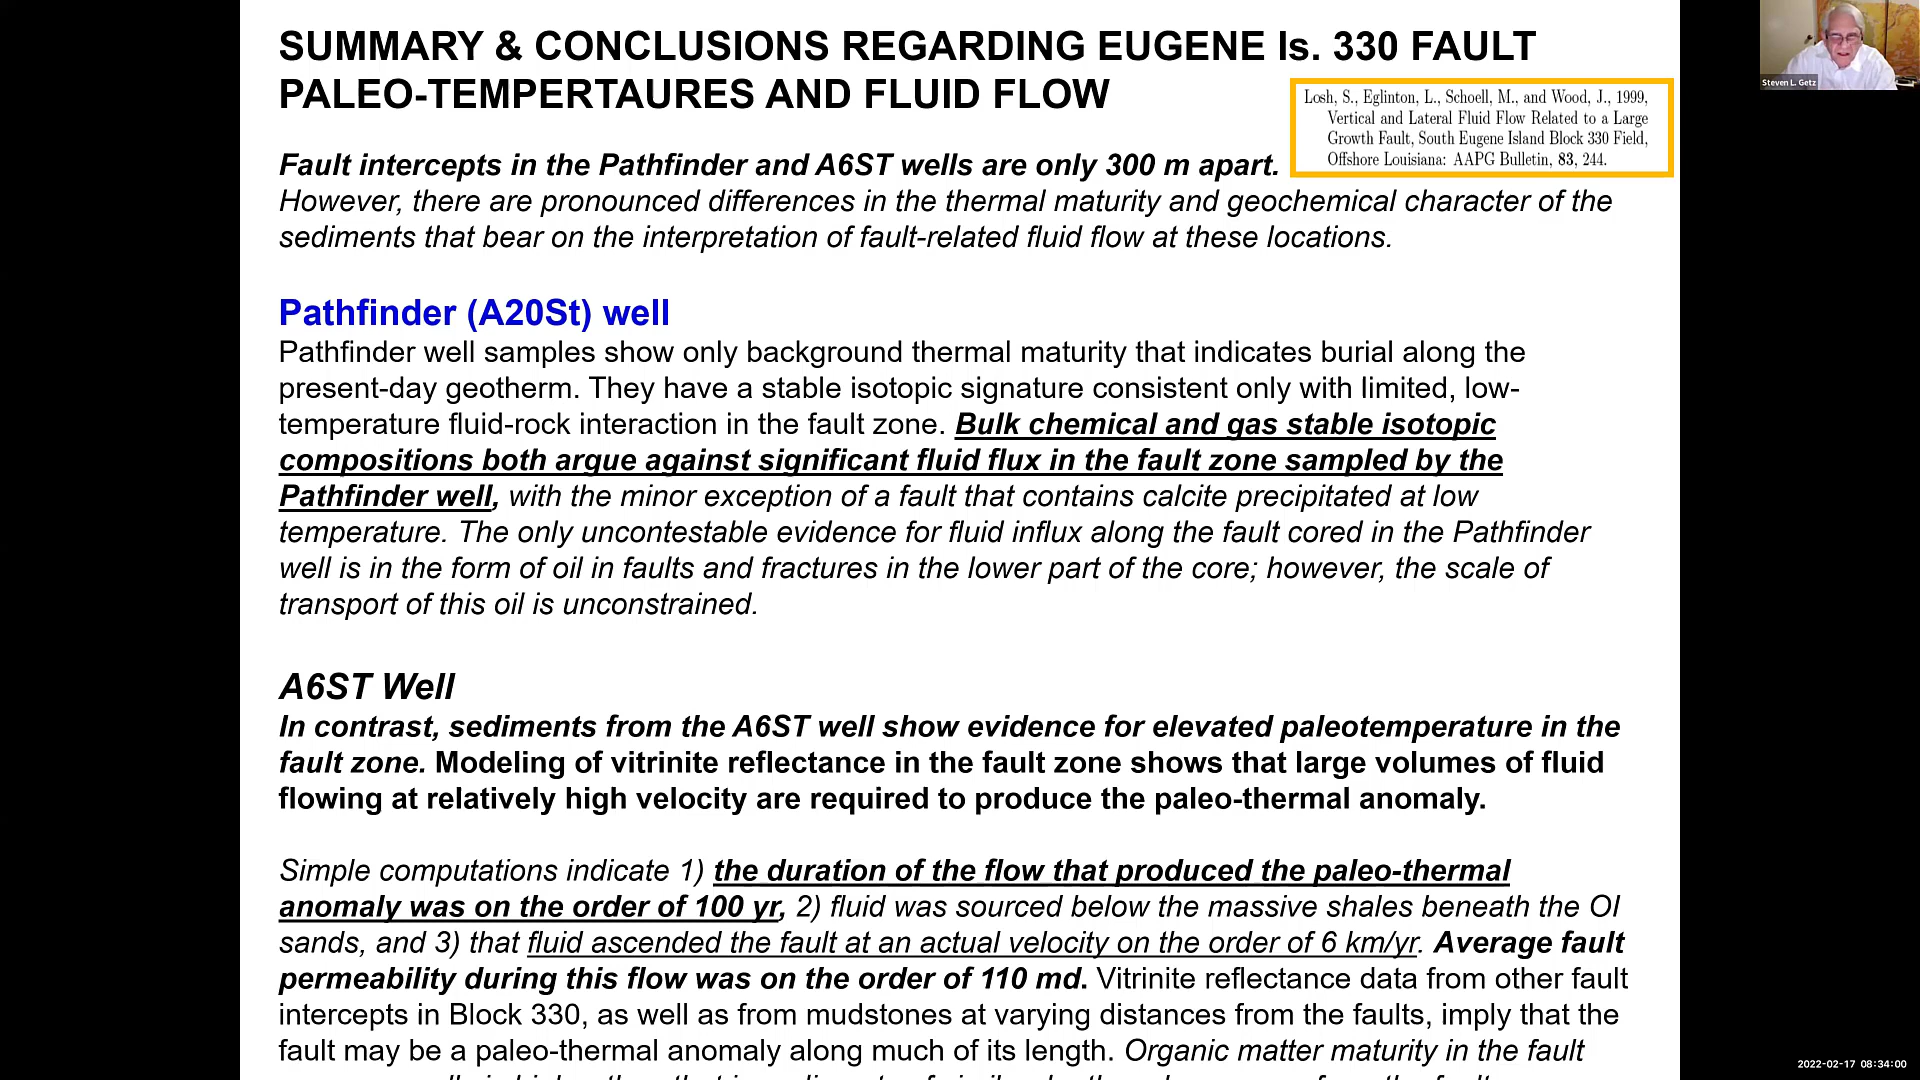 SUMMARY & CONCLUSIONS REGARDING EUGENE Is. 330 FAULT
PALEO-TEMPERTAURES AND FLUID FLOW
Losh, S., Eglinton, L., Schoell, M., and Wood, J., 1999,
Vertical and Lateral Fluid Flow Related to a Large
Growth Fault, South Eugene Island Block 330 Field,
Offshore Louisiana: AAPG Bulletin, 83, 244.
Fault intercepts in the Pathfinder and A6ST wells are only 300 m apart.
However, there are pronounced differences in the thermal maturity and geochemical character of the
sediments that bear on the interpretation of fault-related fluid flow at these locations.
Pathfinder (A20St) well
Pathfinder well samples show only background thermal maturity that indicates burial along the
present-day geotherm. They have a stable isotopic signature consistent only with limited, low-
temperature fluid-rock interaction in the fault zone. Bulk chemical and gas stable isotopic
compositions both argue against significant fluid flux in the fault zone sampled by the
Pathfinder well, with the minor exception of a fault that contains calcite precipitated at low
temperature. The only uncontestable evidence for fluid influx along the fault cored in the Pathfinder
well is in the form of oil in faults and fractures in the lower part of the core; however, the scale of
transport of this oil is unconstrained.
A6ST Well
In contrast, sediments from the A6ST well show evidence for elevated paleotemperature in the
fault zone. Modeling of vitrinite reflectance in the fault zone shows that large volumes of fluid
flowing at relatively high velocity are required to produce the paleo-thermal anomaly.
Simple computations indicate 1) the duration of the flow that produced the paleo-thermal
anomaly was on the order of 100 yr, 2) fluid was sourced below the massive shales beneath the OI
sands, and 3) that fluid ascended the fault at an actual velocity on the order of 6 km/yr. Average fault
permeability during this flow was on the order of 110 md. Vitrinite reflectance data from other fault
intercepts in Block 330, as well as from mudstones at varying distances from the faults, imply that the
fault may be a paleo-thermal anomaly along much of its length. Organic matter maturity in the fault
Steven L. Getz
2022-02-17 08:34:00